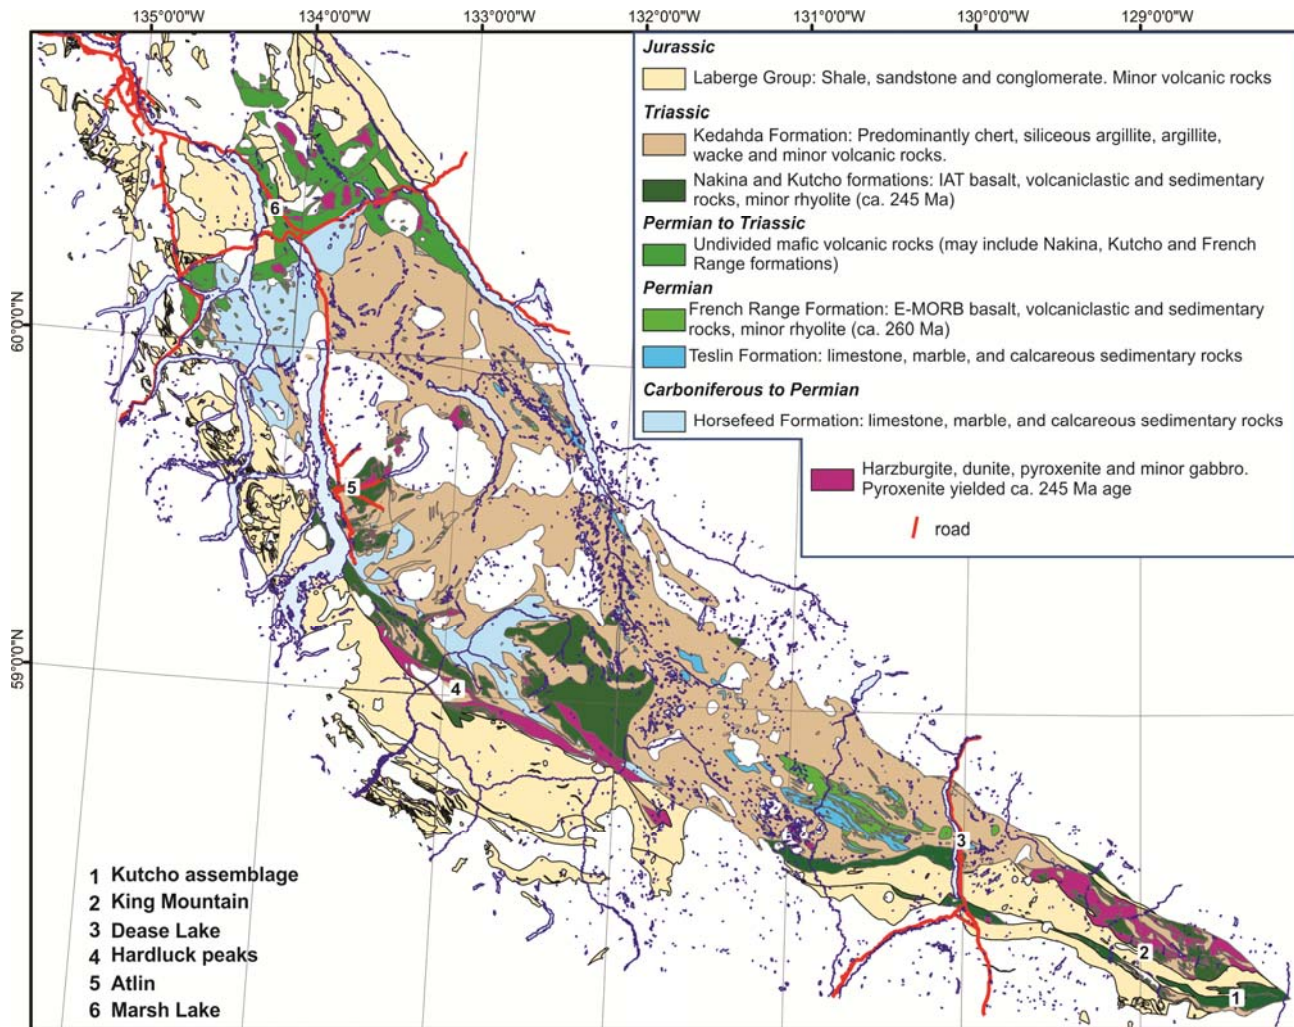 135°0'0"W 134°0'0"W 133°0'0"W 132°0'0"W 131°0'0"W 130°0'0"W 129°0'0"W
Jurassic
Laberge Group: Shale, sandstone and conglomerate. Minor volcanic rocks
Triassic
Kedahda Formation: Predominantly chert, siliceous argillite, argillite,
wacke and minor volcanic rocks.
Nakina and Kutcho formations: IAT basalt, volcaniclastic and sedimentary
rocks, minor rhyolite (ca. 245 Ma)
Permian to Triassic
Undivided mafic volcanic rocks (may include Nakina, Kutcho and French
Range formations)
Permian
French Range Formation: E-MORB basalt, volcaniclastic and sedimentary
rocks, minor rhyolite (ca. 260 Ma)
Teslin Formation: limestone, marble, and calcareous sedimentary rocks
Carboniferous to Permian
Horsefeed Formation: limestone, marble, and calcareous sedimentary rocks
Harzburgite, dunite, pyroxenite and minor gabbro.
Pyroxenite yielded ca. 245 Ma age
road
60°0'0"N
59°0'0"N
6
5
4
3
2
1
1 Kutcho assemblage
2 King Mountain
3 Dease Lake
4 Hardluck peaks
5 Atlin
6 Marsh Lake